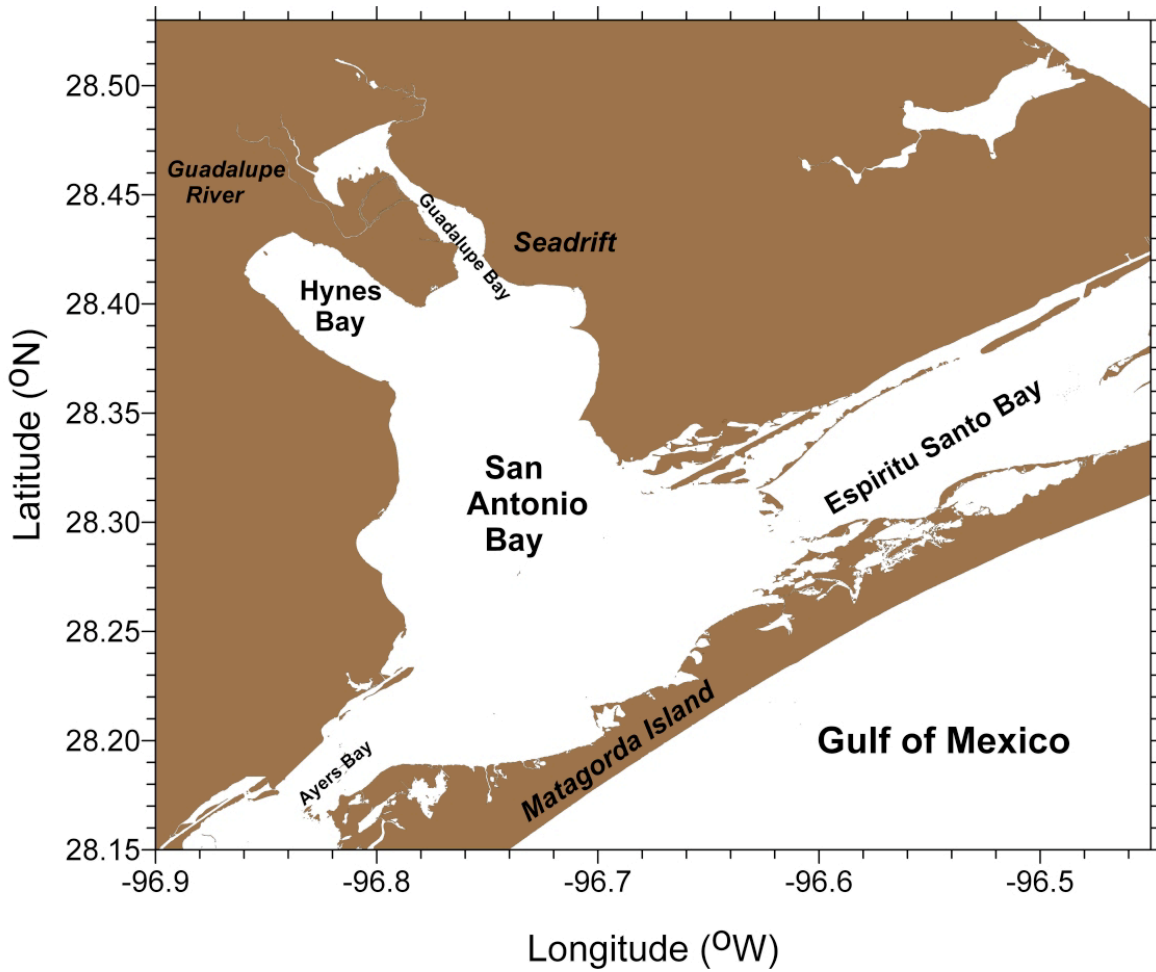 28.50
28.45
28.40
28.35
28.30
28.25
28.20
28.15
Latitude (ºN)
Guadalupe
River
Guadalupe Bay
Seadrift
Hynes
Bay
San
Antonio
Bay
Espiritu Santo Bay
Ayers Bay
Matagorda Island
Gulf of Mexico
-96.9
-96.8
-96.7
-96.6
-96.5
Longitude (ºW)